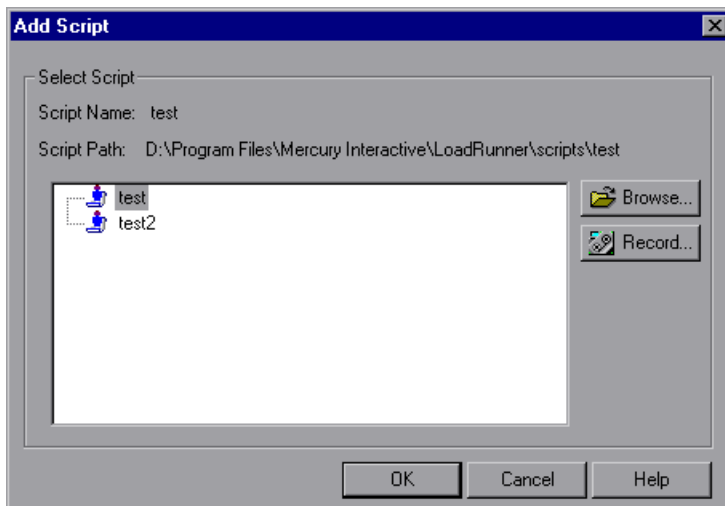 Add Script
Select Script
Script Name: test
Script Path: D:\Program Files\Mercury Interactive\LoadRunner\scripts\test
test
test2
Browse...
Record...
OK
Cancel
Help